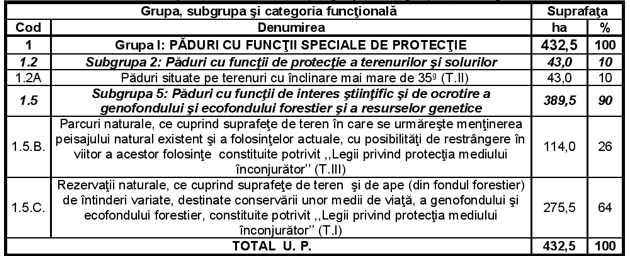 Grupa, subgrupa şi categoria funcţională Suprafaţa
Cod Denumirea ha %
1 Grupa I: PĂDURI CU FUNCŢII SPECIALE DE PROTECŢIE 432,5 100
1.2 Subgrupa 2: Păduri cu funcţii de protecţie a terenurilor şi solurilor 43,0 10
1.2A Păduri situate pe terenuri cu înclinare mai mare de 35g (T.II) 43,0 10
1.5 Subgrupa 5: Păduri cu funcţii de interes ştiinţific şi de ocrotire a
genofondului şi ecofondului forestier şi a resurselor genetice 389,5 90
1.5.B. Parcuri naturale, ce cuprind suprafeţe de teren în care se urmăreşte menţinerea
peisajului natural existent şi a folosinţelor actuale, cu posibilităţi de restrângere în
viitor a acestor folosinţe constituite potrivit ,,Legii privind protecţia mediului
înconjurător’’ (T.III) 114,0 26
1.5.C. Rezervaţii naturale, ce cuprind suprafeţe de teren şi de ape (din fondul forestier)
de întinderi variate, destinate conservării unor medii de viaţă, a genofondului şi
ecofondului forestier, constituite potrivit ,,Legii privind protecţia mediului
înconjurător’’ (T.I) 275,5 64
TOTAL U. P. 432,5 100